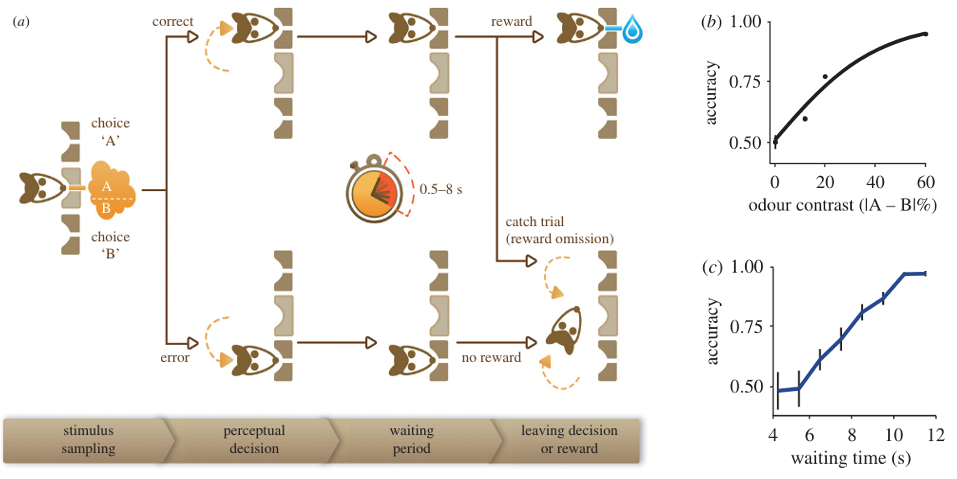 (a)
correct
reward
choice
'A'
A
B
choice
'B'
0.5–8 s
catch trial
(reward omission)
error
no reward
stimulus
sampling
perceptual
decision
waiting
period
leaving decision
or reward
(b)
1.00
0.75
0.50
accuracy
0 20 40 60
odour contrast (|A – B|%)
(c)
1.00
0.75
0.50
accuracy
4 6 8 10 12
waiting time (s)